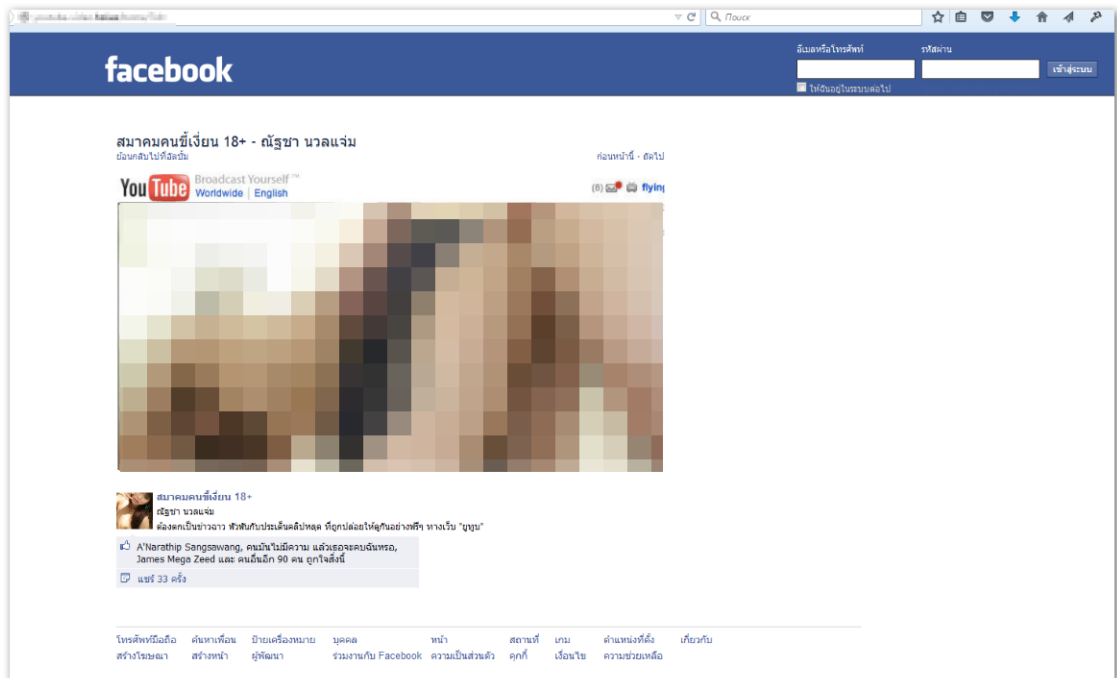 Поиск
facebook
อีเมลหรือโทรศัพท์
รหัสผ่าน
เข้าสู่ระบบ
ให้ฉันอยู่ในระบบต่อไป
สมาคมคนขี้เงี่ยน 18+ - ณัฐชา นวลแจ่ม
ย้อนกลับไปที่อัลบั้ม
ก่อนหน้านี้ · ถัดไป
YouTube
Broadcast Yourself ™
Worldwide | English
(8)
flying
สมาคมคนขี้เงี่ยน 18+
ณัฐชา นวลแจ่ม
ต้องตกเป็นข่าวฉาว พัวพันกับประเด็นคลิปหลุด ที่ถูกปล่อยให้ดูกันอย่างฟรีๆ ทางเว็บ "ยูทูบ"
A'Narathip Sangsawang, คนมันไม่มีความ แล้วเธอจะคบฉันหรอ,
James Mega Zeed และ คนอื่นอีก 90 คน ถูกใจสิ่งนี้
แชร์ 33 ครั้ง
โทรศัพท์มือถือ ค้นหาเพื่อน ป้ายเครื่องหมาย บุคคล หน้า สถานที่ เกม ตำแหน่งที่ตั้ง เกี่ยวกับ
สร้างโฆษณา สร้างหน้า ผู้พัฒนา ร่วมงานกับ Facebook ความเป็นส่วนตัว คุกกี้ เงื่อนไข ความช่วยเหลือ